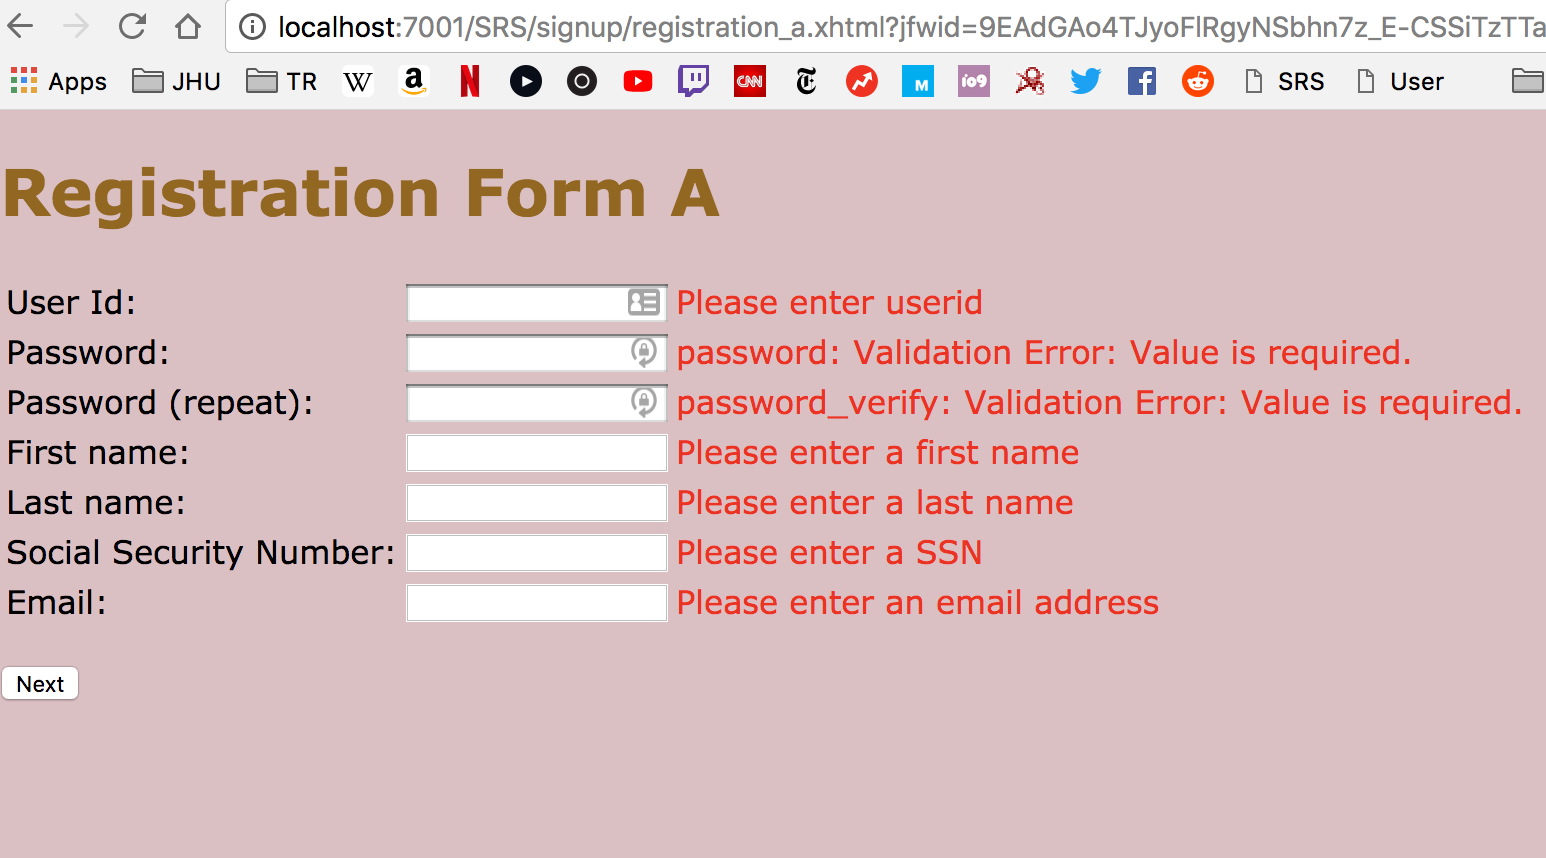 localhost:7001/SRS/signup/registration_a.xhtml?jfwid=9EAdGAo4TJyoFlRgyNSbhn7z_E-CSSiTzTTa
Apps JHU TR W a N CNN T M io9 f SRS User
Registration Form A
User Id: Please enter userid
Password: password: Validation Error: Value is required.
Password (repeat): password_verify: Validation Error: Value is required.
First name: Please enter a first name
Last name: Please enter a last name
Social Security Number: Please enter a SSN
Email: Please enter an email address
Next